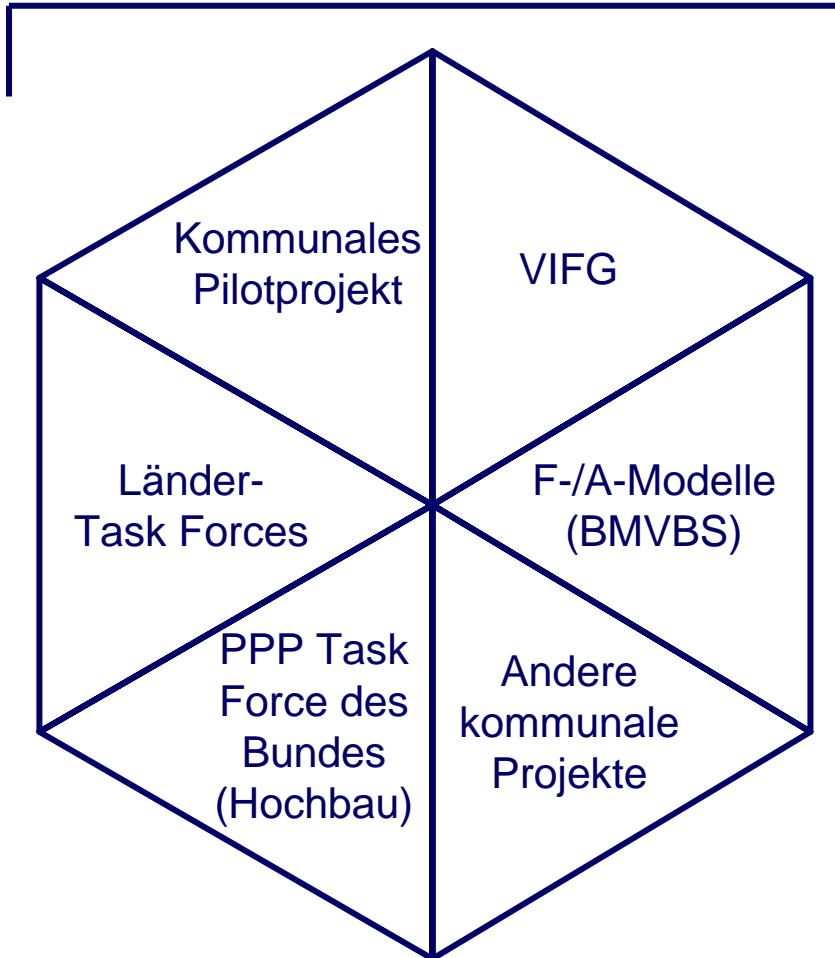 Kommunales
Pilotprojekt
VIFG
Länder-
Task Forces
F-/A-Modelle
(BMVBS)
PPP Task
Force des
Bundes
(Hochbau)
Andere
kommunale
Projekte